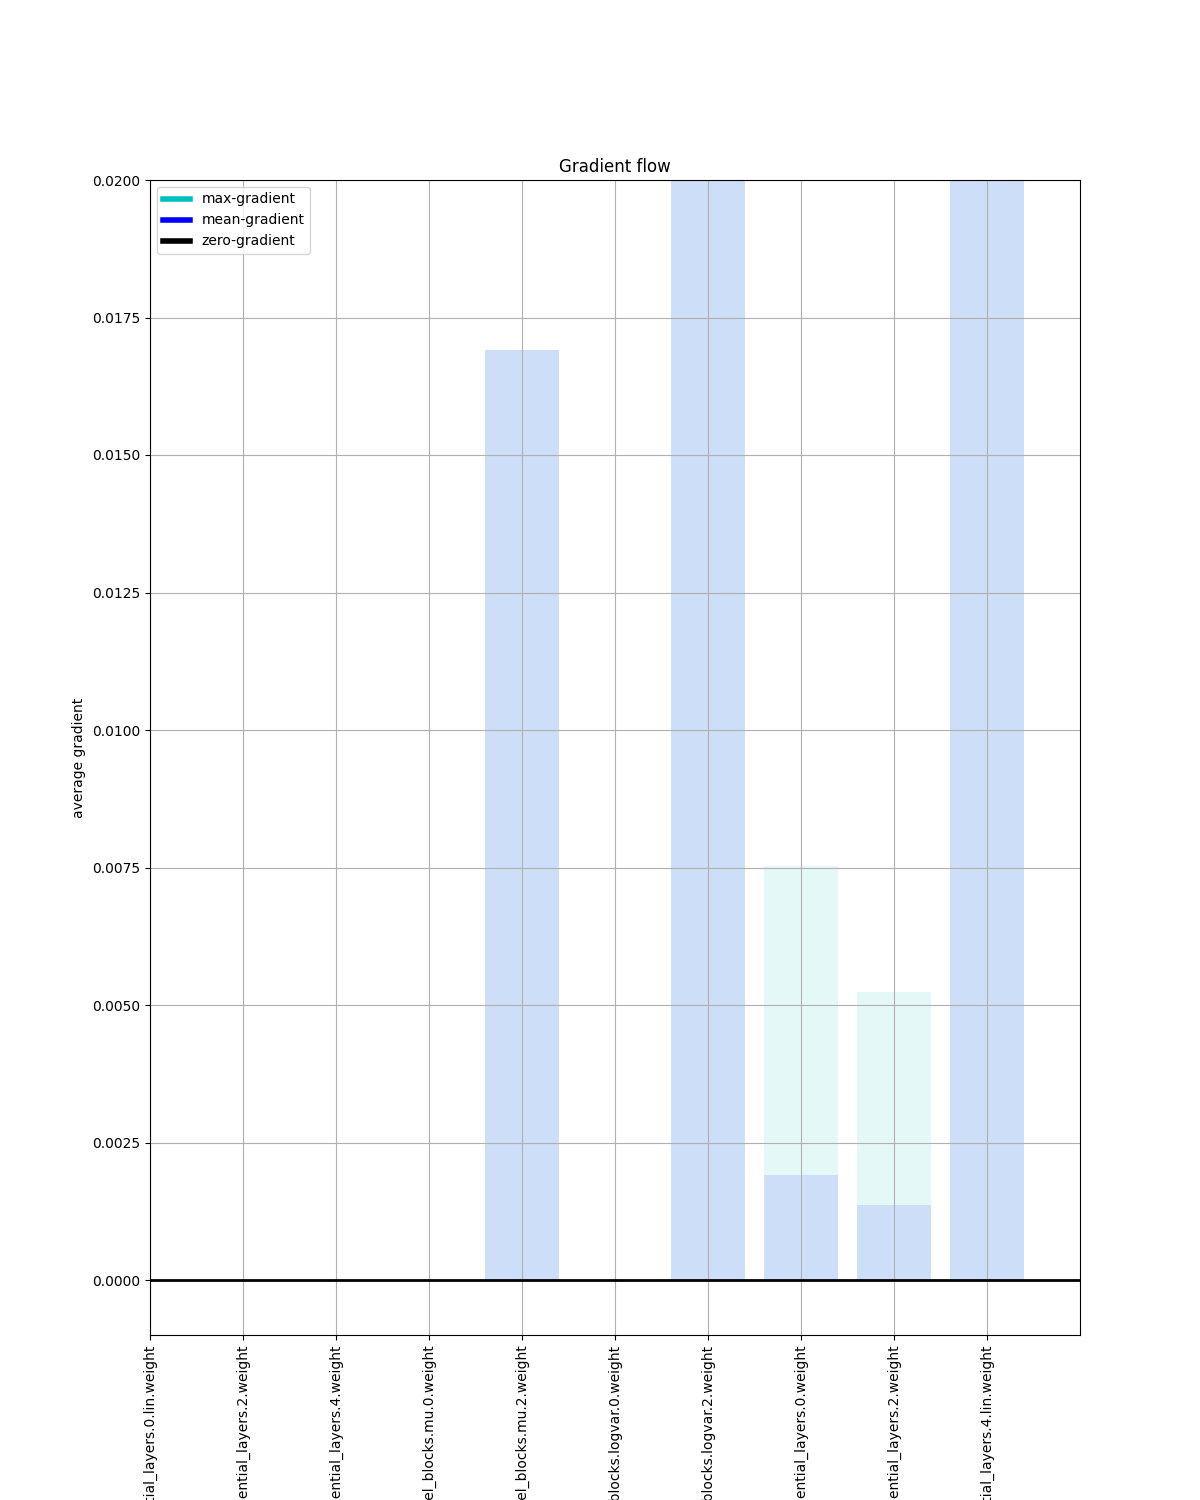 Gradient flow
max-gradient
mean-gradient
zero-gradient
0.0200
0.0175
0.0150
0.0125
0.0100
0.0075
0.0050
0.0025
0.0000
average gradient
tial_layers.0.lin.weight
ential_layers.2.weight
ential_layers.4.weight
el_blocks.mu.0.weight
el_blocks.mu.2.weight
blocks.logvar.0.weight
blocks.logvar.2.weight
ential_layers.0.weight
ential_layers.2.weight
tial_layers.4.lin.weight